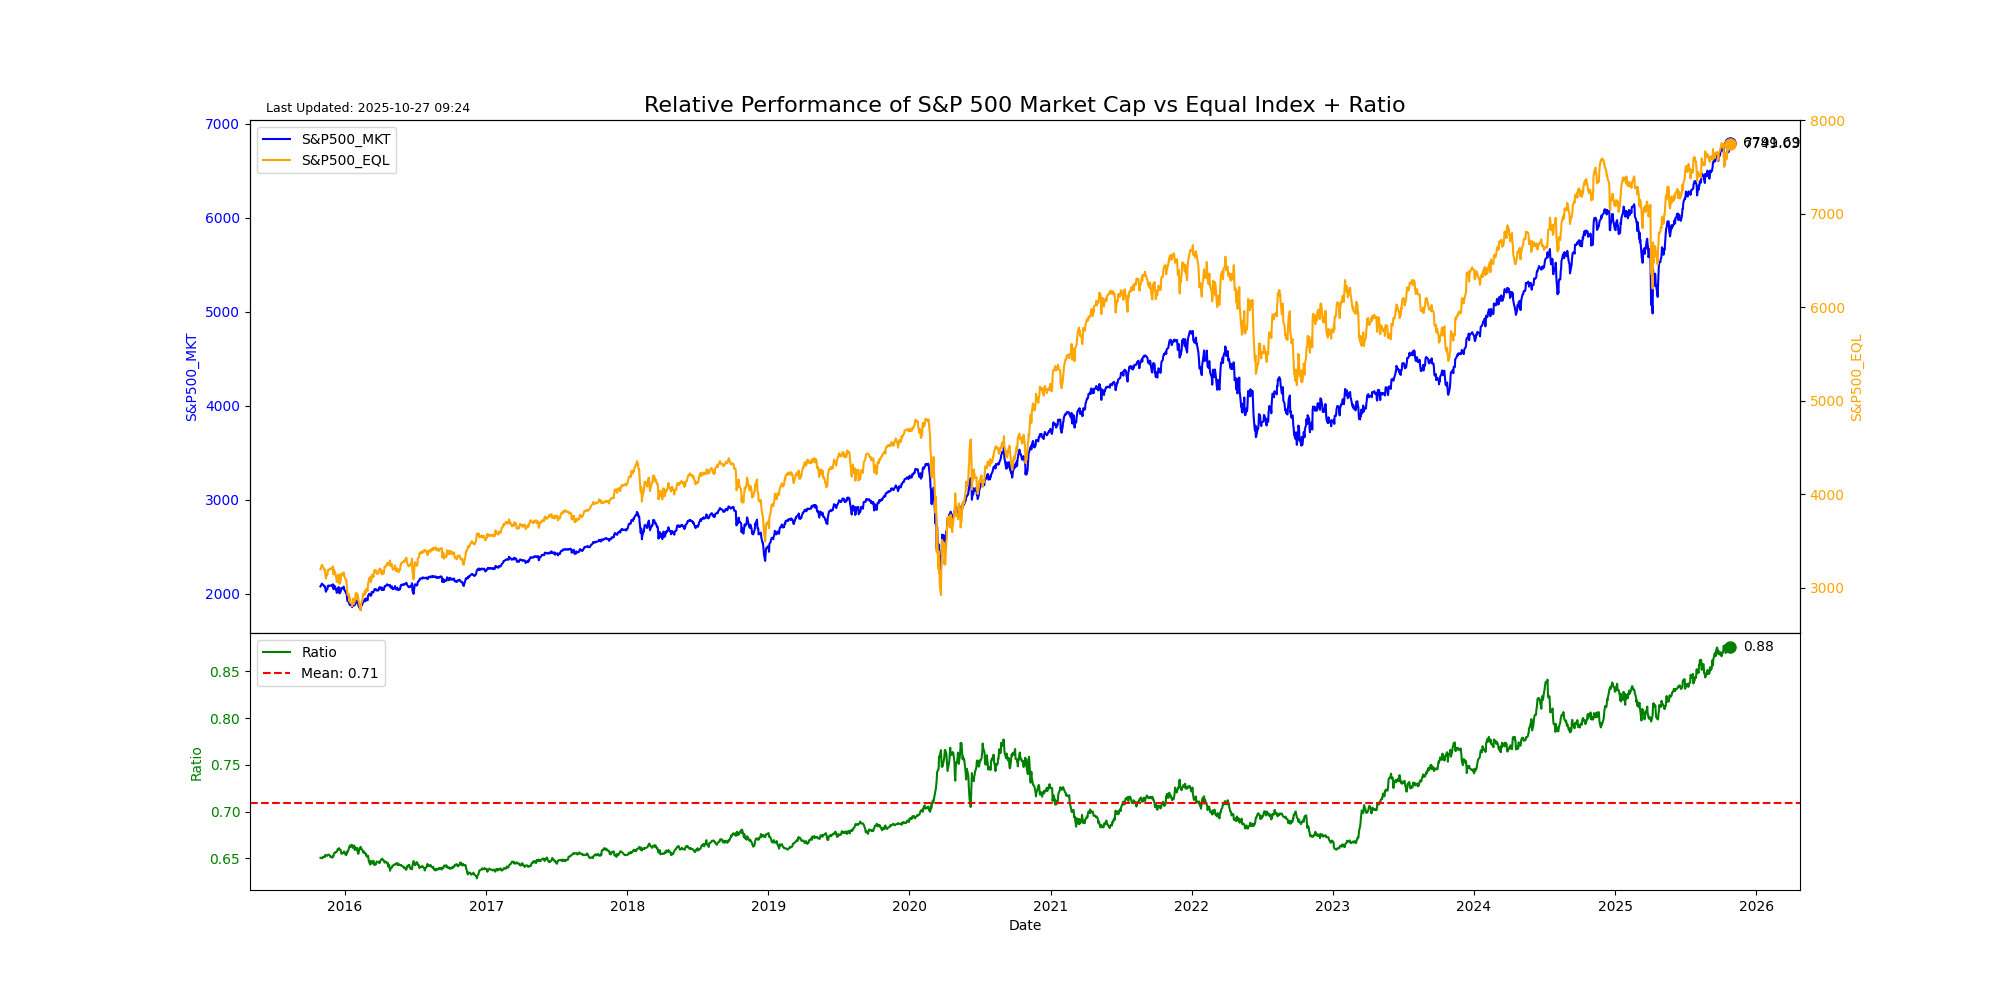 Last Updated: 2025-10-27 09:24
Relative Performance of S&P 500 Market Cap vs Equal Index + Ratio
S&P500_MKT
S&P500_EQL
7000
6000
5000
4000
3000
2000
S&P500_MKT
8000
7000
6000
5000
4000
3000
S&P500_EQL
Ratio
Mean: 0.71
0.88
0.85
0.80
0.75
0.70
0.65
Ratio
2016 2017 2018 2019 2020 2021 2022 2023 2024 2025 2026
Date